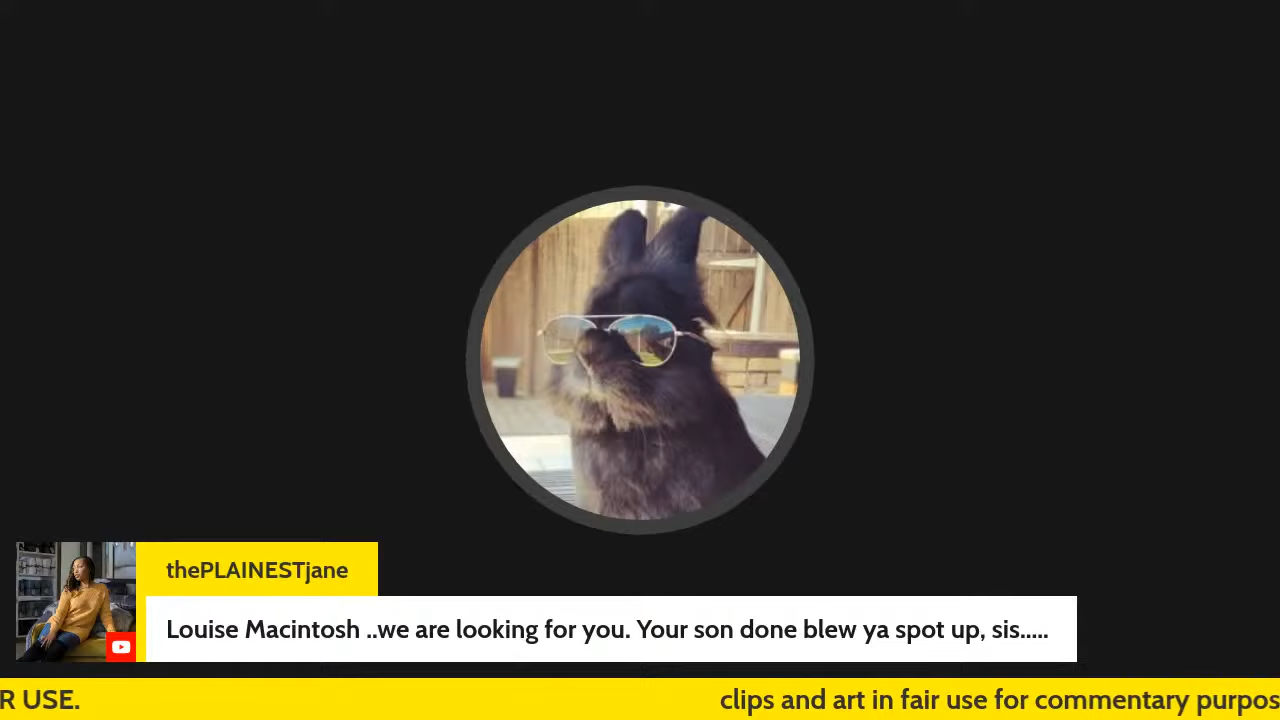 thePLAINESTjane
Louise Macintosh ..we are looking for you. Your son done blew ya spot up, sis.....
R USE.
clips and art in fair use for commentary purpos